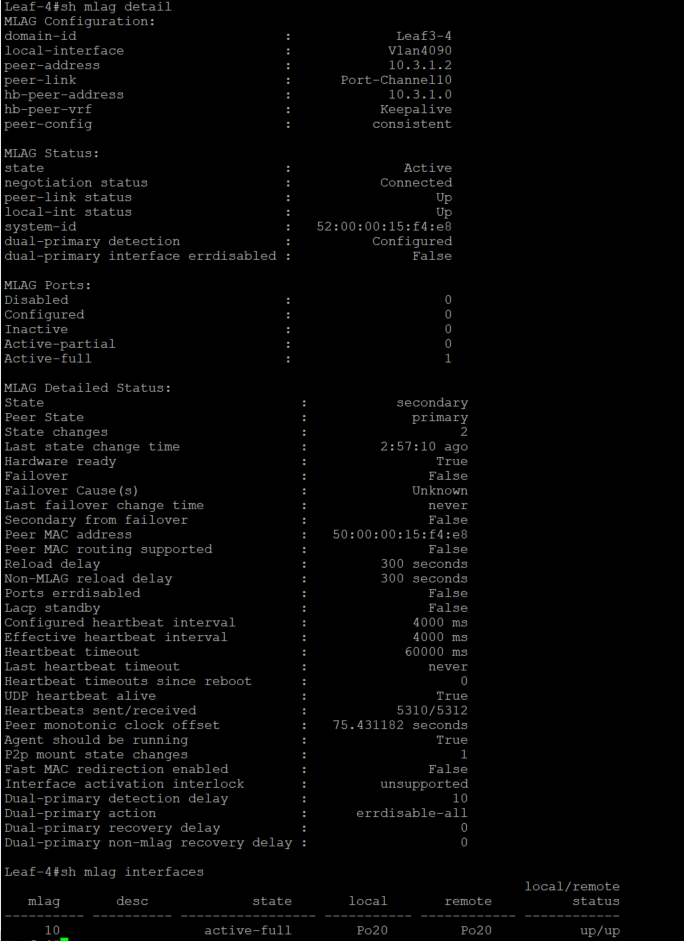 Leaf-4#sh mlag detail
MLAG Configuration:
domain-id : Leaf3-4
local-interface : Vlan4090
peer-address : 10.3.1.2
peer-link : Port-Channel10
hb-peer-address : 10.3.1.0
hb-peer-vrf : Keepalive
peer-config : consistent
MLAG Status:
state : Active
negotiation status : Connected
peer-link status : Up
local-int status : Up
system-id : 52:00:00:15:f4:e8
dual-primary detection : Configured
dual-primary interface errdisabled : False
MLAG Ports:
Disabled : 0
Configured : 0
Inactive : 0
Active-partial : 0
Active-full : 1
MLAG Detailed Status:
State : secondary
Peer State : primary
State changes : 2
Last state change time : 2:57:10 ago
Hardware ready : True
Failover : False
Failover Cause(s) : Unknown
Last failover change time : never
Secondary from failover : False
Peer MAC address : 50:00:00:15:f4:e8
Peer MAC routing supported : False
Reload delay : 300 seconds
Non-MLAG reload delay : 300 seconds
Ports errdisabled : False
Lacp standby : False
Configured heartbeat interval : 4000 ms
Effective heartbeat interval : 4000 ms
Heartbeat timeout : 60000 ms
Last heartbeat timeout : never
Heartbeat timeouts since reboot : 0
UDP heartbeat alive : True
Heartbeats sent/received : 5310/5312
Peer monotonic clock offset : 75.431182 seconds
Agent should be running : True
P2p mount state changes : 1
Fast MAC redirection enabled : False
Interface activation interlock : unsupported
Dual-primary detection delay : 10
Dual-primary action : errdisable-all
Dual-primary recovery delay : 0
Dual-primary non-mlag recovery delay : 0
Leaf-4#sh mlag interfaces
local/remote
mlag desc state local remote status
---------- ---------- ----------------- ----------- ------------ ------------
10 active-full Po20 Po20 up/up